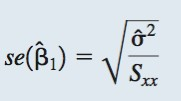 se(β̂₁) = √(σ̂² / Sₓₓ)